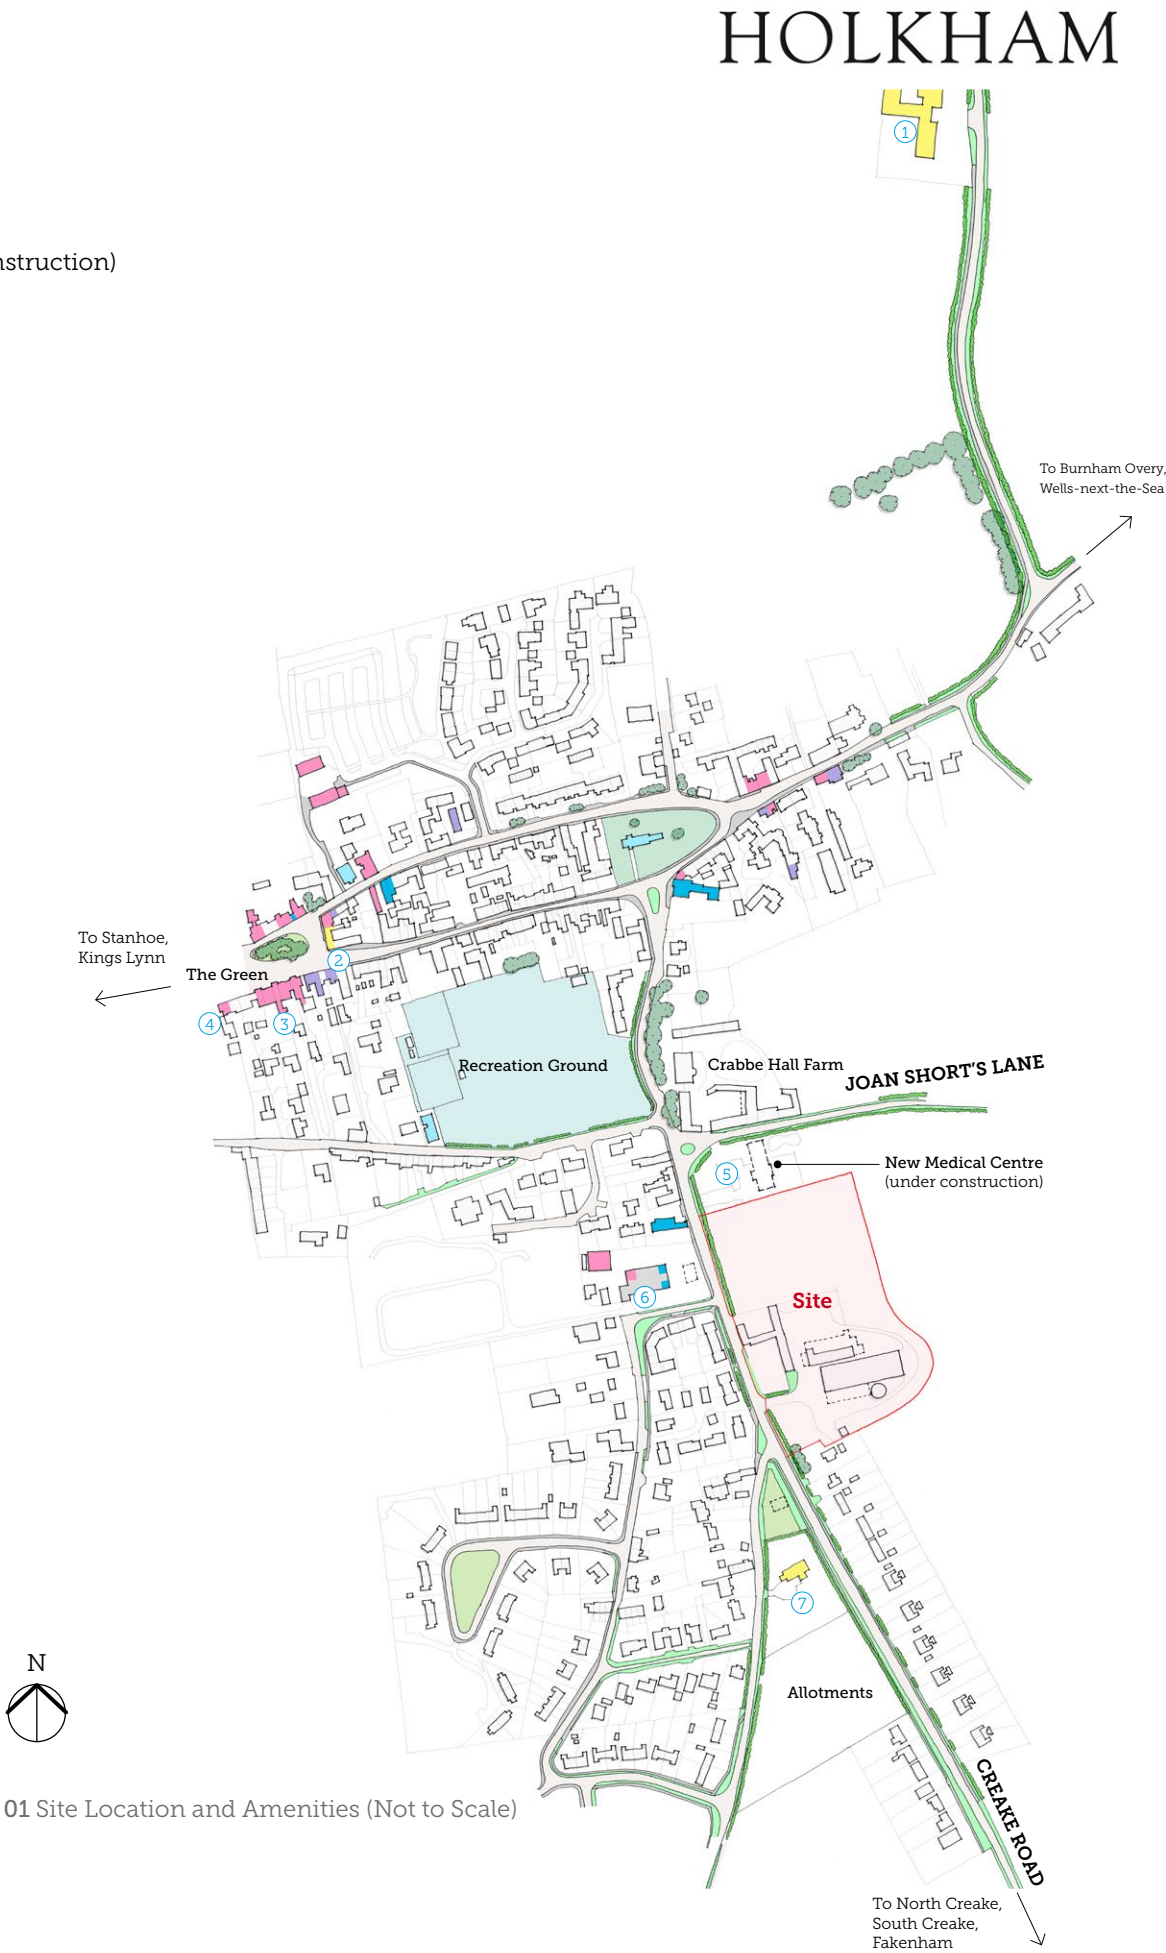 HOLKHAM
1
nstruction)
To Burnham Overy,
Wells-next-the-Sea
To Stanhoe,
Kings Lynn
The Green
2
4
3
Recreation Ground
Crabbe Hall Farm
JOAN SHORT'S LANE
New Medical Centre
(under construction)
5
Site
6
7
N
Allotments
CREAKE ROAD
01 Site Location and Amenities (Not to Scale)
To North Creake,
South Creake,
Fakenham